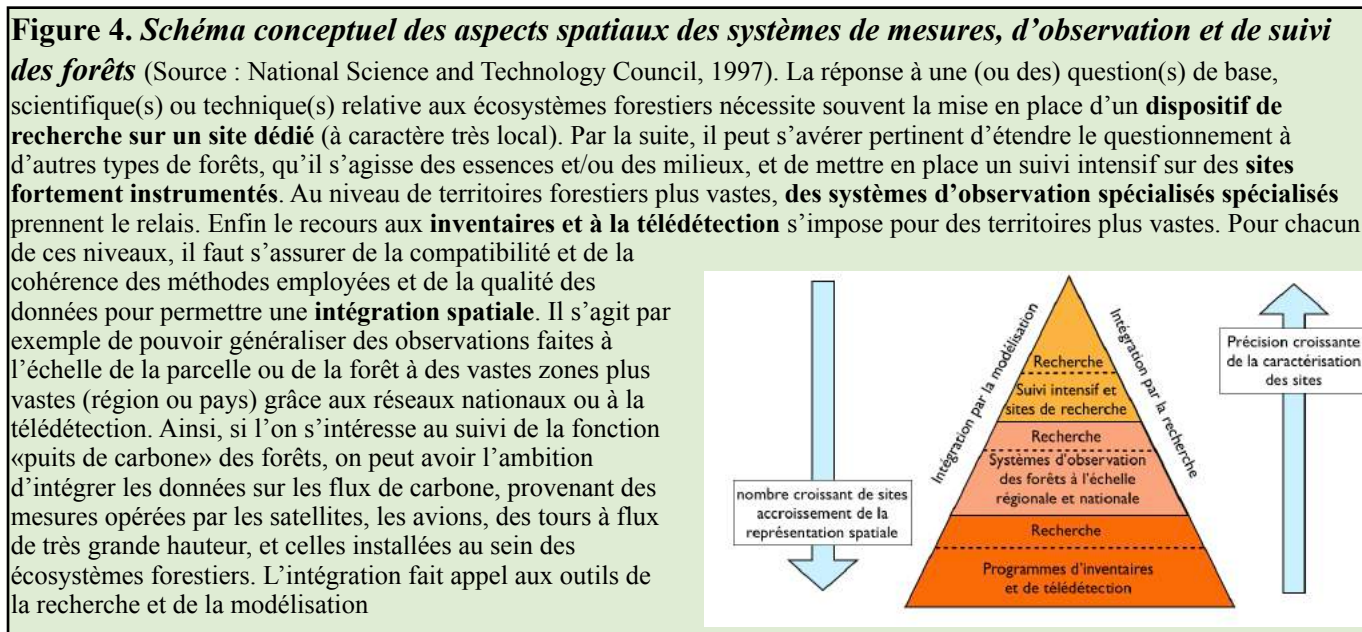 Figure 4. Schéma conceptuel des aspects spatiaux des systèmes de mesures, d’observation et de suivi
des forêts (Source : National Science and Technology Council, 1997). La réponse à une (ou des) question(s) de base,
scientifique(s) ou technique(s) relative aux écosystèmes forestiers nécessite souvent la mise en place d’un dispositif de
recherche sur un site dédié (à caractère très local). Par la suite, il peut s’avérer pertinent d’étendre le questionnement à
d’autres types de forêts, qu’il s’agisse des essences et/ou des milieux, et de mettre en place un suivi intensif sur des sites
fortement instrumentés. Au niveau de territoires forestiers plus vastes, des systèmes d’observation spécialisés spécialisés
prennent le relais. Enfin le recours aux inventaires et à la télédétection s’impose pour des territoires plus vastes. Pour chacun
de ces niveaux, il faut s’assurer de la compatibilité et de la
cohérence des méthodes employées et de la qualité des
données pour permettre une intégration spatiale. Il s’agit par
exemple de pouvoir généraliser des observations faites à
l’échelle de la parcelle ou de la forêt à des vastes zones plus
vastes (région ou pays) grâce aux réseaux nationaux ou à la
télédétection. Ainsi, si l’on s’intéresse au suivi de la fonction
«puits de carbone» des forêts, on peut avoir l’ambition
d’intégrer les données sur les flux de carbone, provenant des
mesures opérées par les satellites, les avions, des tours à flux
de très grande hauteur, et celles installées au sein des
écosystèmes forestiers. L’intégration fait appel aux outils de
la recherche et de la modélisation
nombre croissant de sites
accroissement de la
représentation spatiale
Intégration par la modélisation
Recherche
Suivi intensif et
sites de recherche
Recherche
Systèmes d'observation
des forêts à l'échelle
régionale et nationale
Recherche
Programmes d'inventaires
et de télédétection
Intégration par la recherche
Précision croissante
de la caractérisation
des sites